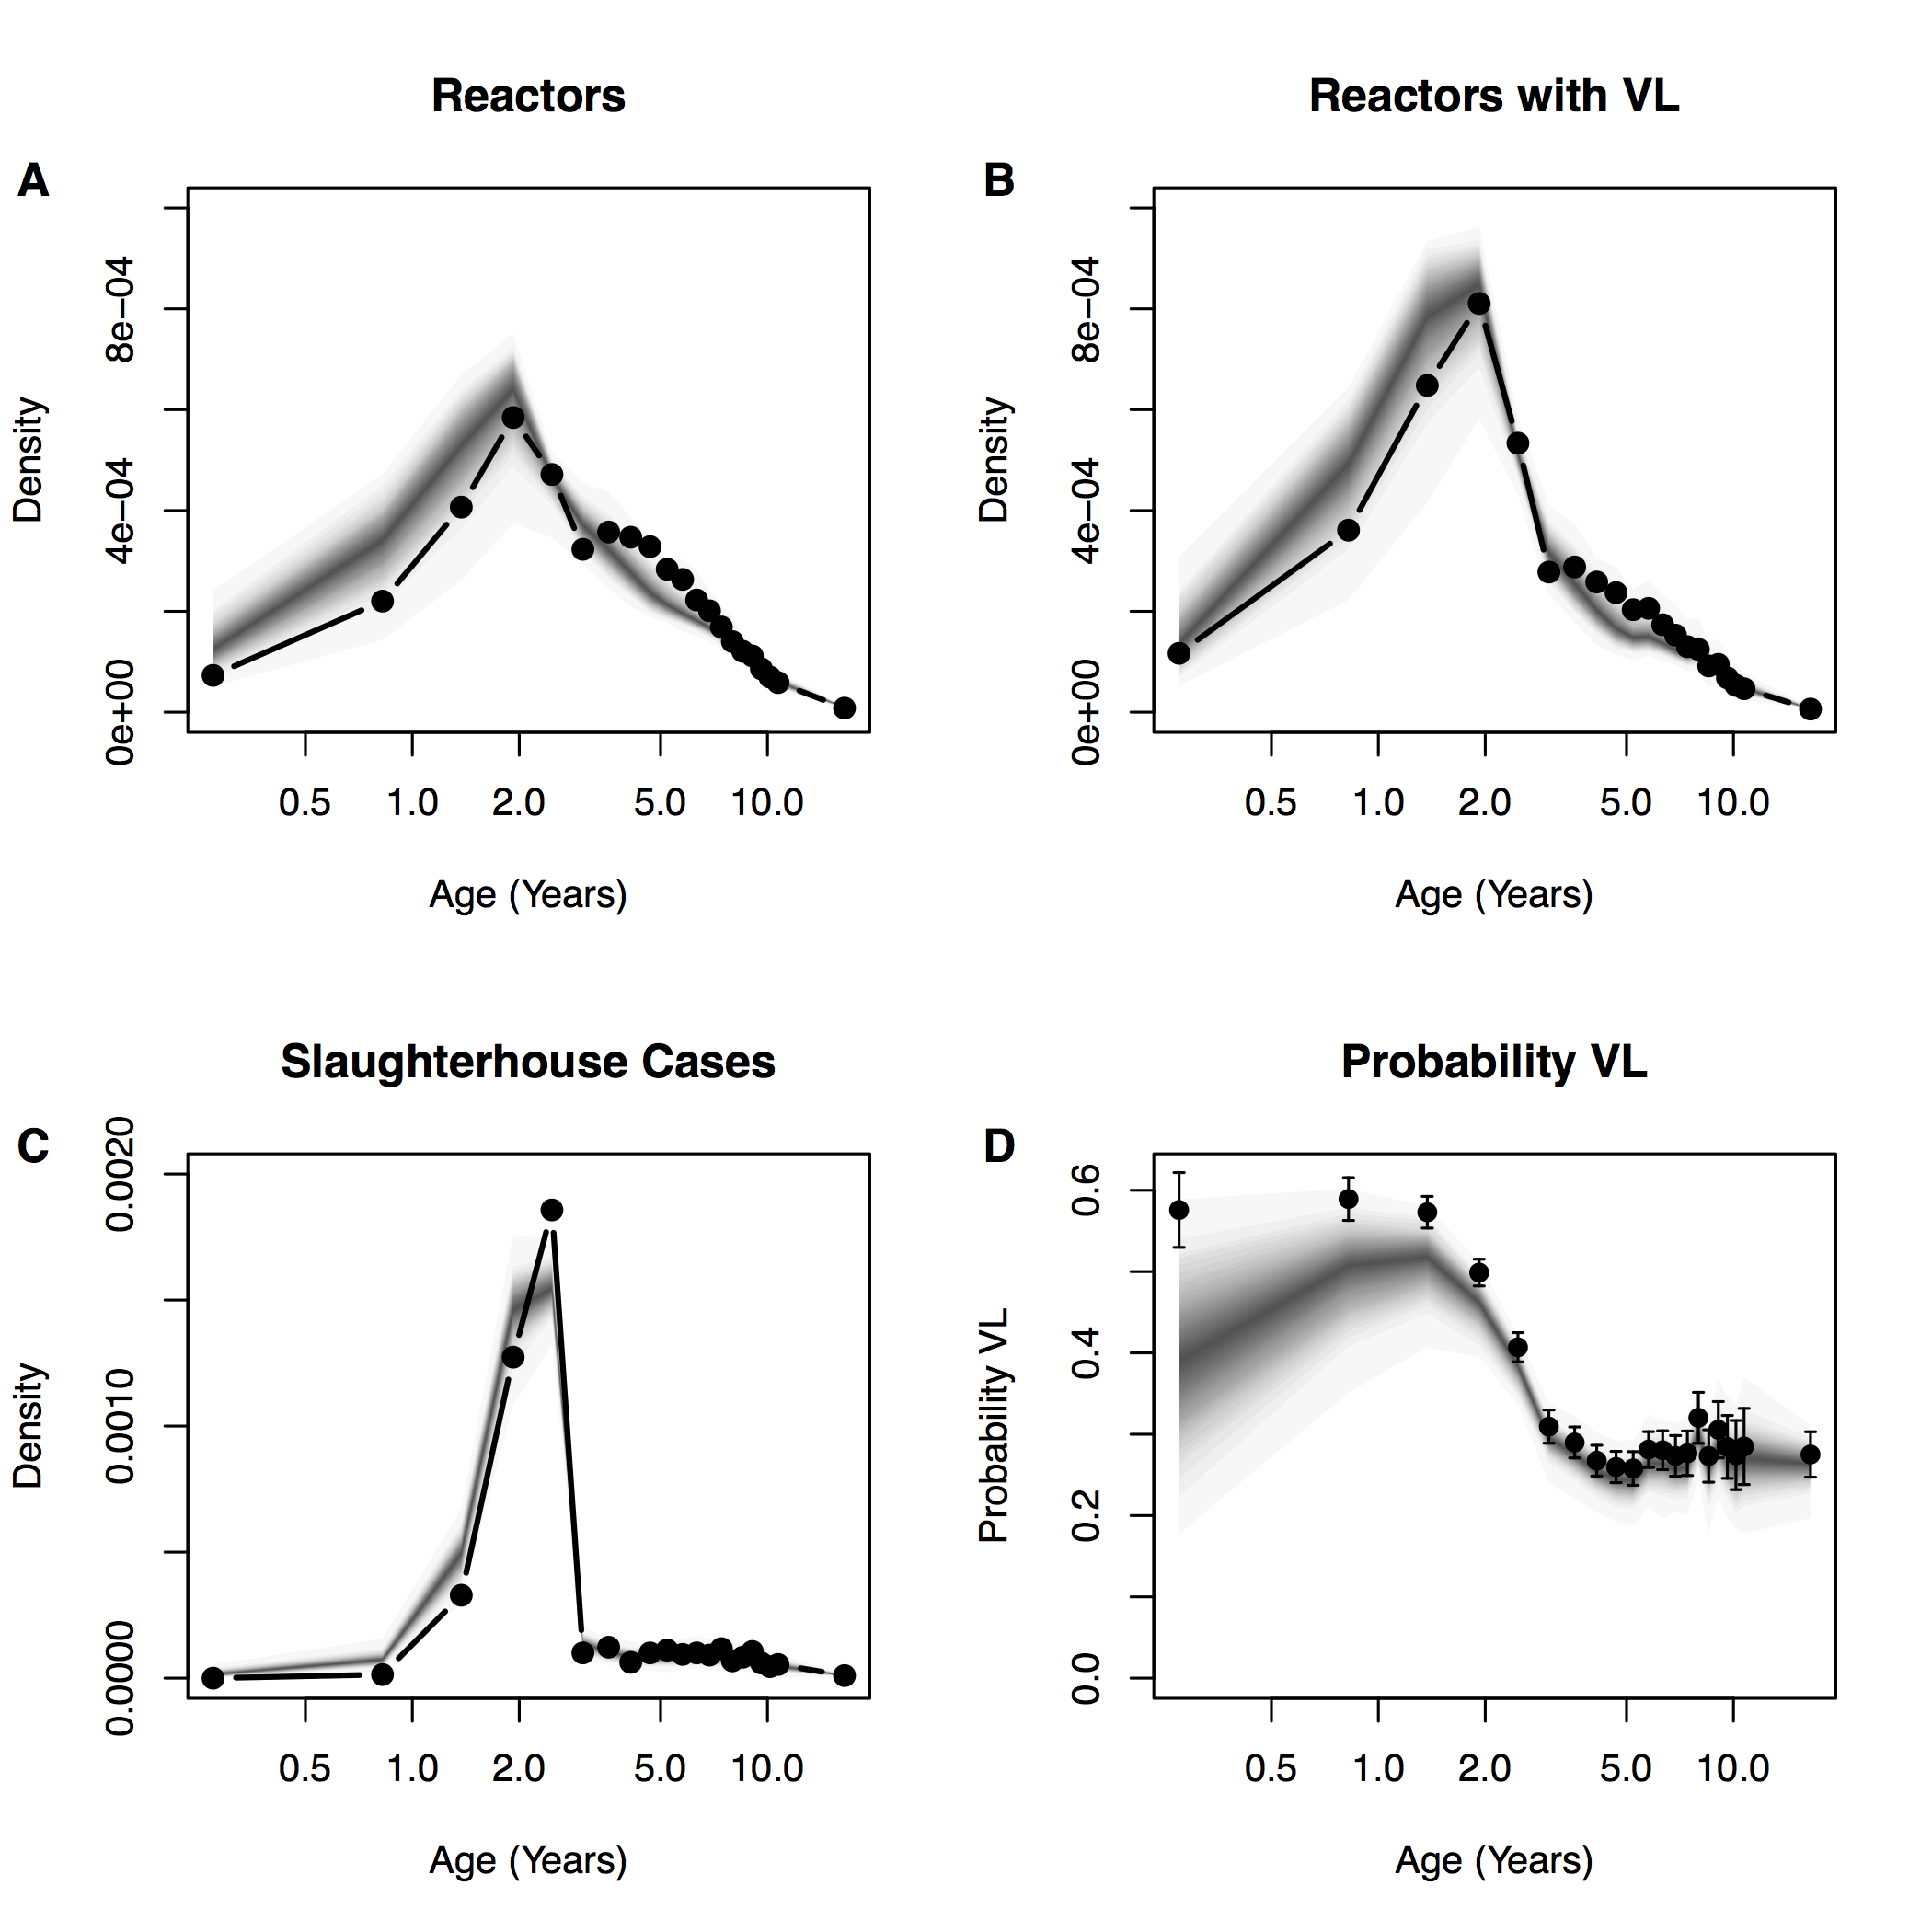 Reactors
A
Density
0e+00 4e−04 8e−04
0.5 1.0 2.0 5.0 10.0
Age (Years)
Reactors with VL
B
Density
0e+00 4e−04 8e−04
0.5 1.0 2.0 5.0 10.0
Age (Years)
Slaughterhouse Cases
C
Density
0.0000 0.0010 0.0020
0.5 1.0 2.0 5.0 10.0
Age (Years)
Probability VL
D
Probability VL
0.0 0.2 0.4 0.6
0.5 1.0 2.0 5.0 10.0
Age (Years)